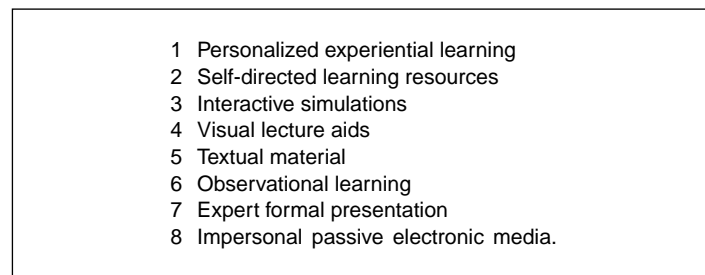 1 Personalized experiential learning
2 Self-directed learning resources
3 Interactive simulations
4 Visual lecture aids
5 Textual material
6 Observational learning
7 Expert formal presentation
8 Impersonal passive electronic media.